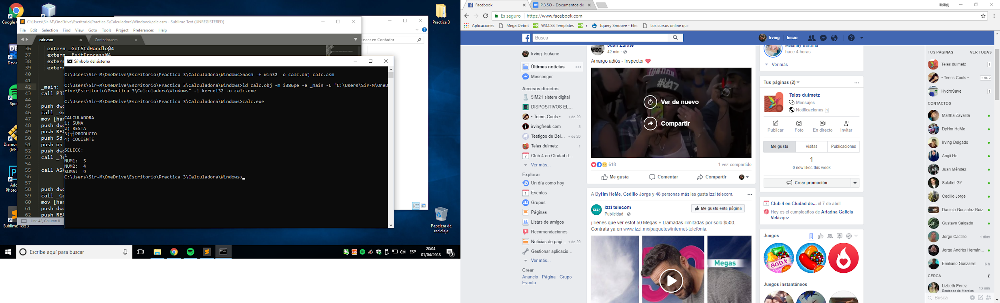 Google C
Practica 3
C:\Users\Sir-M\OneDrive\Escritorio\Practica 3\Calculadora\Windows\calc.asm - Sublime Text (UNREGISTERED)
File Edit Selection Find View Goto Tools Project Preferences Help
calc.asm
Contador.asm
uscar en Contador
36 extern _GetStdHandle@4
37 extern _ExitProcess@4
38 extern
39 extern
40
41
42 _main:
43 call PRI
44
45 push dwo
46 call _Ge
47 mov [han
48 push dwo
49 push REA
50 push 5d
51 push op
52 push dwo
53 call _Re
54
55 call ASK
56
57
58 push dwo
59 call _Ge
60 mov [han
61 push dwo
62 push REA
Line 42, Column 8
Dev-C
Spot
Diamon
(64-
Ado
Photos
Sublime Text 3
Papelera de
reciclaje
Símbolo del sistema
C:\Users\Sir-M\OneDrive\Escritorio\Practica 3\Calculadora\Windows>nasm -f win32 -o calc.obj calc.asm
C:\Users\Sir-M\OneDrive\Escritorio\Practica 3\Calculadora\Windows>ld calc.obj -m i386pe -e _main -L "C:\Users\Sir-M\OneD
rive\Escritorio\Practica 3\Calculadora\Windows" -l kernel32 -o calc.exe
C:\Users\Sir-M\OneDrive\Escritorio\Practica 3\Calculadora\Windows>calc.exe
CALCULADORA
1) SUMA
2) RESTA
3)┬┤PRODUCTO
4) COCIENTE
SELECC:
1
NUM1:  5
NUM2:  4
SUMA:  9
C:\Users\Sir-M\OneDrive\Escritorio\Practica 3\Calculadora\Windows>
Escribe aquí para buscar
ESP
20:04
01/04/2018
3
Facebook
P.3.SO - Documentos de
Irving
Es seguro | https://www.facebook.com
Aplicaciones
Mega Debrit
W3.CSS Templates
r
Jquery Smoove - Efec
Los cursos online que
Busca
Irving
Inicio
Irving Tsukune
Últimas noticias
Messenger
Accesos directos
5IM21 sistem digital
DISPOSITIVOS EL...
• Teens Cools • + de 20
irvingfreak.com 3
Testigos de Bel... + de 20
Telas dulmetz 1
Club 4 en CIudad d...
Ver más...
Explorar
Un día como hoy
Eventos
Grupos
Páginas
Listas de amigos
Recomendaciones
Noticias de pági... + de 20
Gestionar aplicacio...
Ver más...
Crear
Anuncio · Página · Grupo ·
Evento
Juan Zarate
42 min ·
Amargo adiós - Inspector ❤
Ver de nuevo
Compartir
618
1 vez compartido
Me gusta
Comentar
Compartir
A DyHm HeMe, Cedillo Jorge y 48 personas más les gusta izzi telecom.
izzi!
izzi telecom
Publicidad ·
Me gusta esta página
¡Tienes que ver esto! 50 Megas + Llamadas ilimitadas por solo $500.
Contrata ya en www.izzi.mx/paquetes/internet-telefonia.
Megas
hace 4 horas
Ver más
Tus páginas (2)
Telas dulmetz
Mensajes
Notificaciones 1
Publicar
Foto
En directo
Invitar
Me gusta
Visitas
Publicaciones
1
0 new likes this week
Crear promoción
Club 4 en CIudad de... el 7 de abril
Hoy es el cumpleaños de Ariadna Galicia
Velázquez
Juegos
SODA
Juegos instantáneos
TUS PÁGINAS
VER TODAS
Telas dulmetz 1
• Teens Cools • + de 9
HydroSave 1
CONTACTOS
Martha Zavalita
DyHm HeMe
Irving Delgado
Angii Hc
Juan Méndez
Salatiel GY
Cedillo Jorge
Daniela Gonzalez Ruiz
Gustavo Salgado
Jorge Castillo 1 días
Jorge Andrés Hernán...
Emiliano Gonzalez 6 h
CERCA
Lizbeth Perez 13 min
Ecatepec de Morelos
Busca